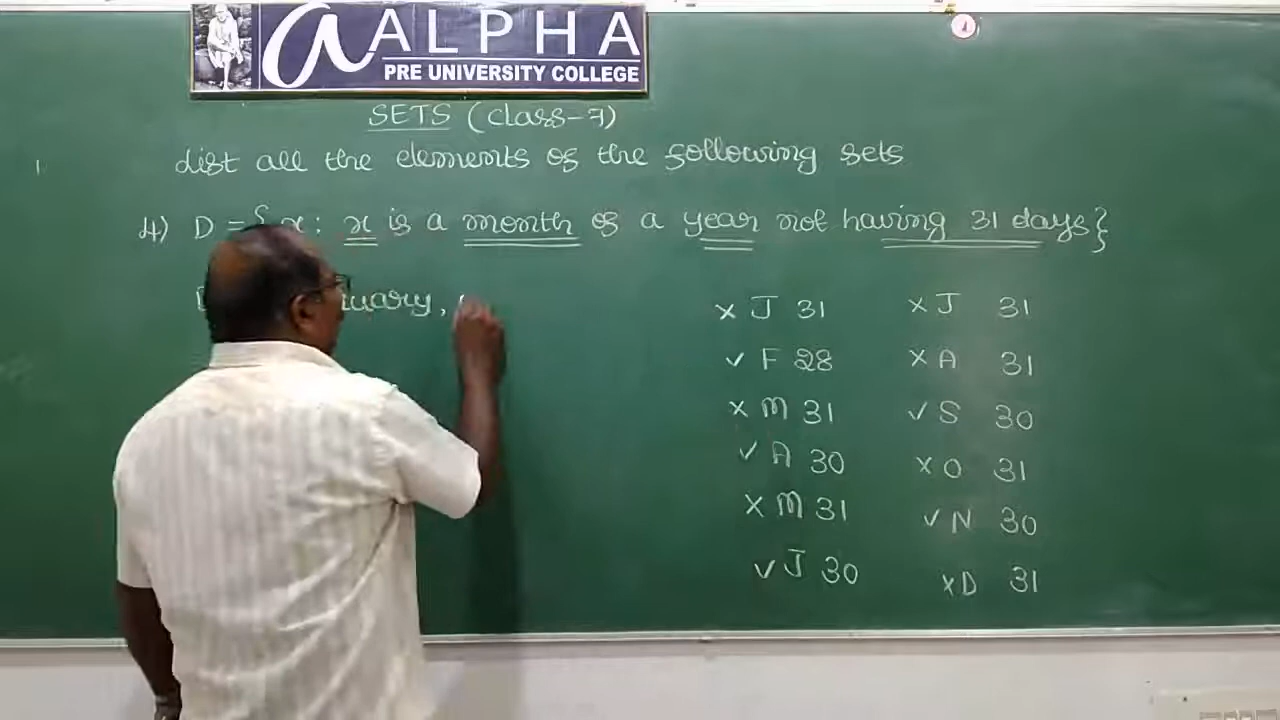 a ALPHA
PRE UNIVERSITY COLLEGE
SETS (class-7)
List all the elements of the following sets
4) D = { x : x is a month of a year not having 31 days}
x J 31 x J 31
✓ F 28 x A 31
x M 31 ✓ S 30
✓ A 30 x O 31
x M 31 ✓ N 30
✓ J 30 x D 31